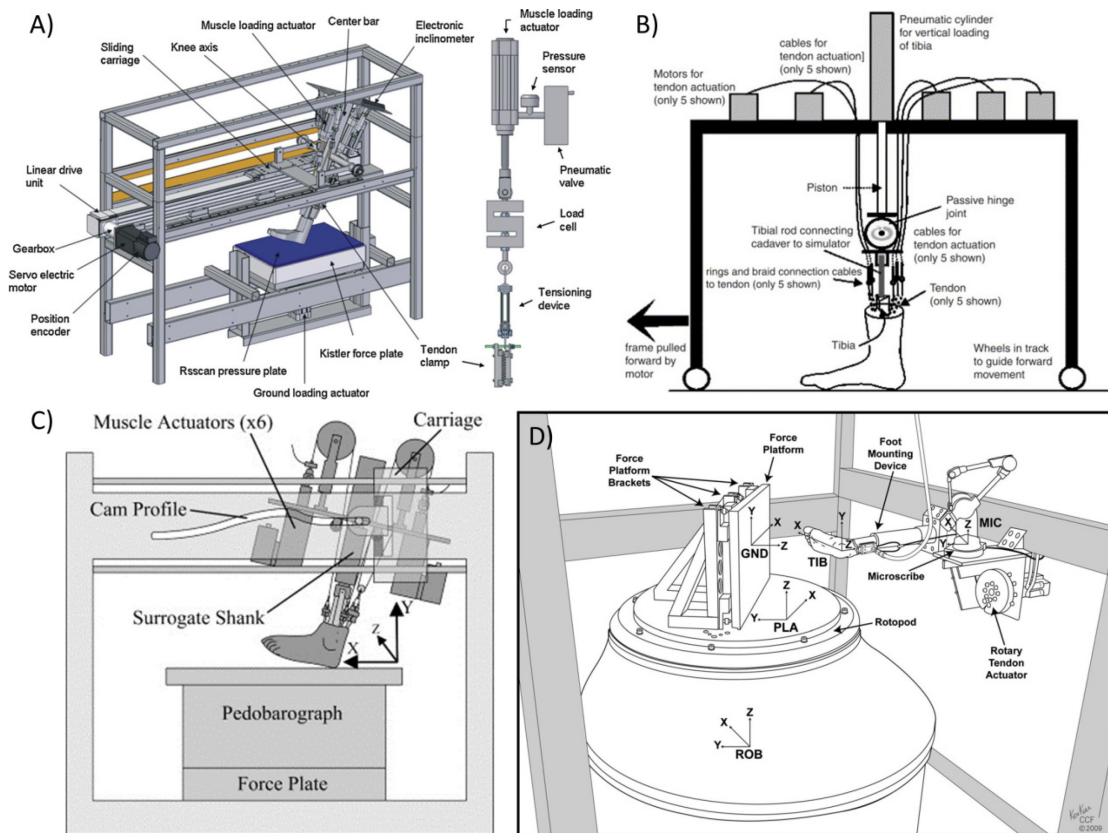 A)
Muscle loading
actuator
Center bar
Electronic
inclinometer
Knee axis
Sliding
carriage
Linear drive
unit
Gearbox
Servo electric
motor
Position
encoder
Rsscan pressure plate
Ground loading actuator
Kistler force plate
Tendon
clamp
Muscle loading
actuator
Pressure
sensor
Pneumatic
valve
Load
cell
Tensioning
device
B)
Pneumatic
cylinder for
vertical loading
of tibia
cables for
tendon actuation]
(only 5 shown)
Motors for
tendon actuation
(only 5 shown)
Piston
Passive hinge
joint
Tibial rod connecting
cadaver to simulator
cables for
tendon actuation
(only 5 shown)
rings and braid connection cables
to tendon (only 5 shown)
Tendon
(only 5 shown)
Tibia
frame pulled
forward by
motor
Wheels in track
to guide forward
movement
C)
Muscle Actuators (x6)
Carriage
Cam Profile
Surrogate Shank
Y
Z
X
Pedobarograph
Force Plate
D)
Force
Platform
Brackets
Force
Platform
Foot
Mounting
Device
Y
X
Z
GND
X
Y
Z
TIB
X
Z
Y
MIC
Microscribe
Z
X
Y
PLA
Rotopod
Rotary
Tendon
Actuator
Z
X
Y
ROB
CCF
©2009